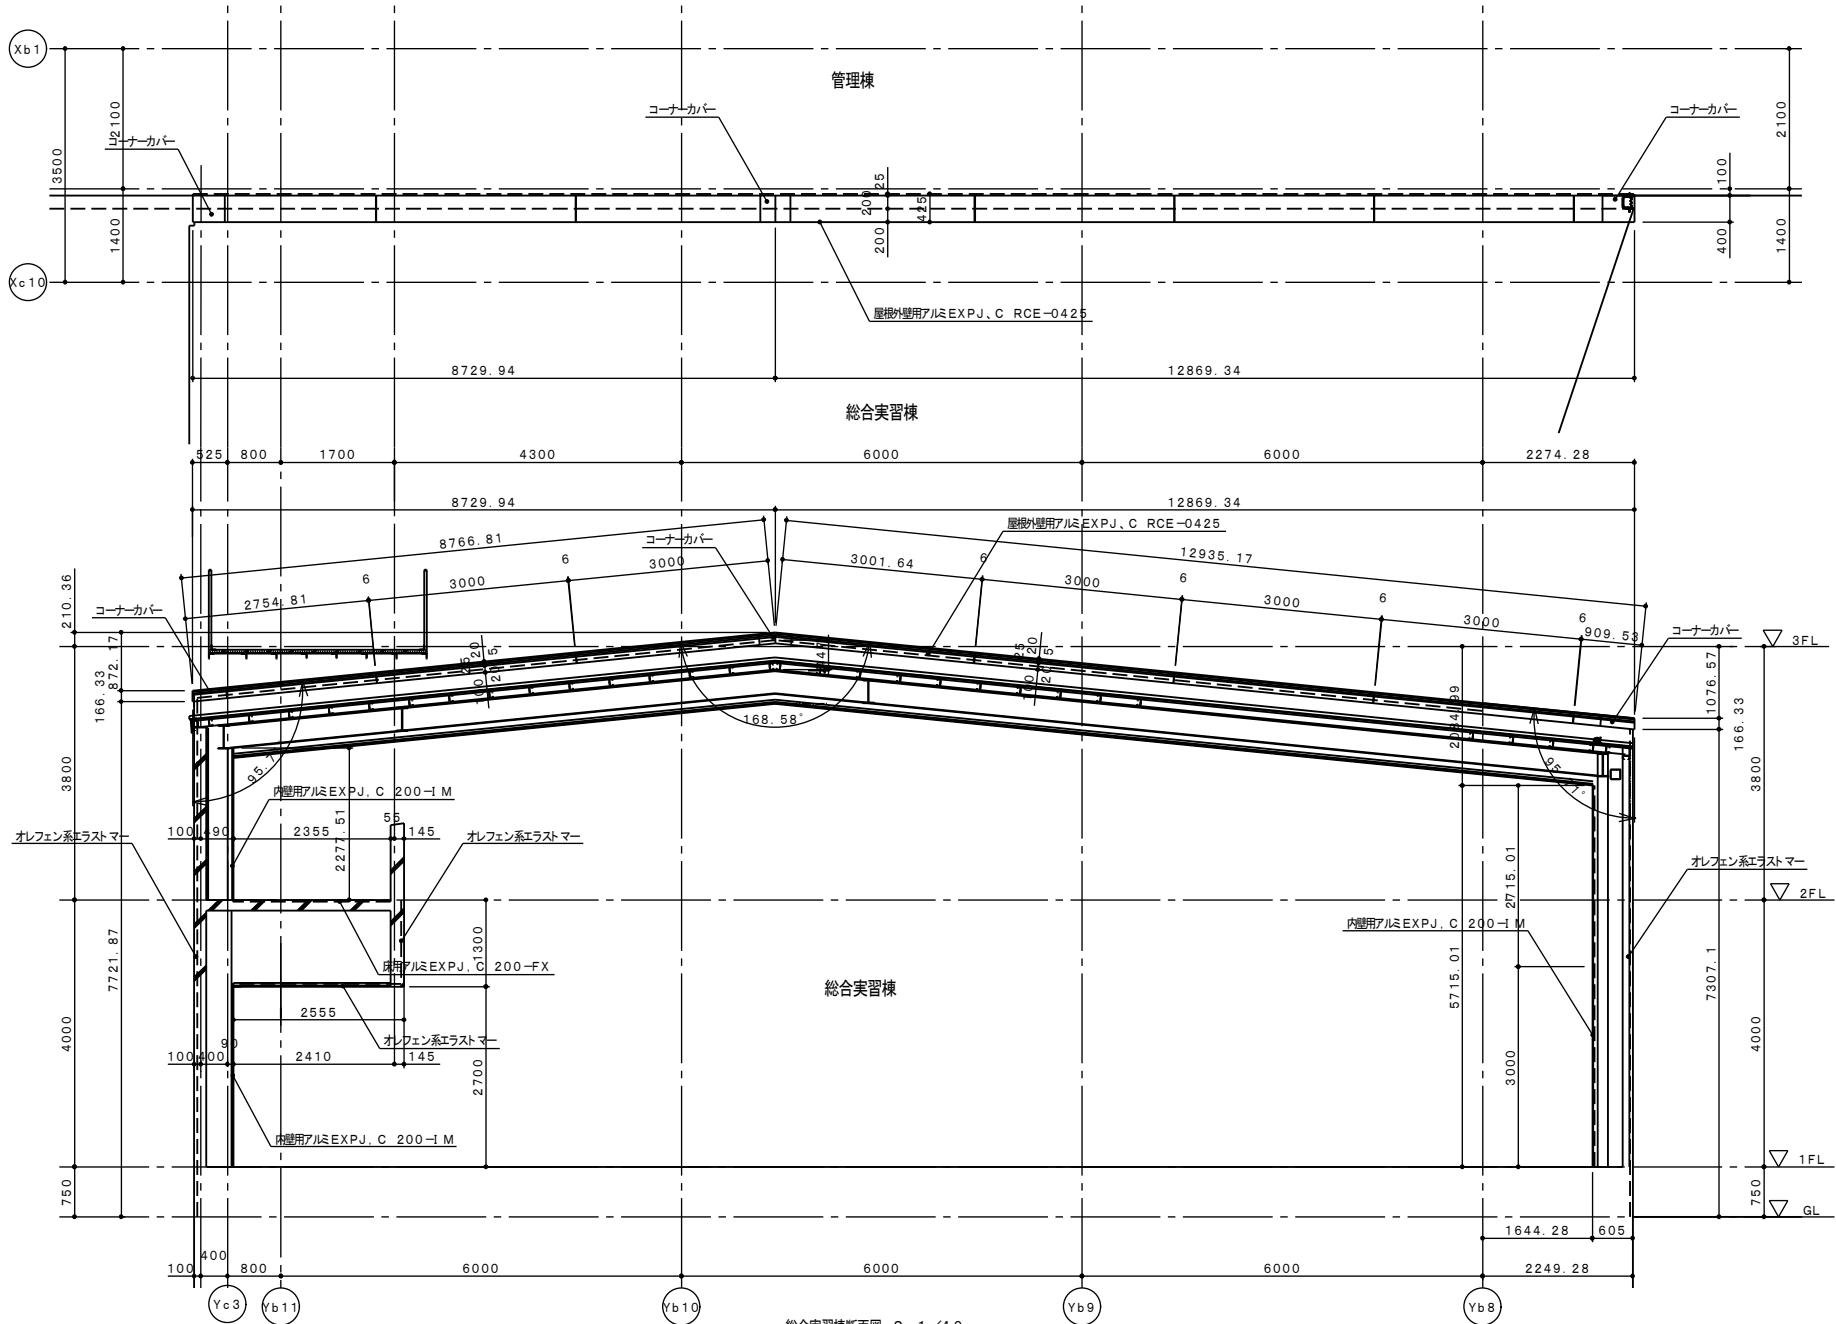 Xb1
管理棟
コーナーカバー
コーナーカバー
コーナーカバー
3500
2100
1400
2100
1400
100
400
25
200
425
200
Xc10
屋根外壁用アルミEXPJ、C RCE-0425
8729.94
12869.34
総合実習棟
525
800
1700
4300
6000
6000
2274.28
8729.94
12869.34
屋根外壁用アルミEXPJ、C RCE-0425
コーナーカバー
8766.81
12935.17
2754.81
6
3000
6
3000
3001.64
6
3000
6
3000
6
3000
6
909.53
コーナーカバー
コーナーカバー
3FL
210.36
872.17
166.33
1076.57
166.33
168.58°
3800
3800
内壁用アルミEXPJ,C 200-IM
オレフェン系エラストマー
100
490
2355
55
145
2277.51
オレフェン系エラストマー
オレフェン系エラストマー
2FL
2715.01
5715.01
内壁用アルミEXPJ,C 200-IM
1300
床用アルミEXPJ,C 200-FX
総合実習棟
7721.87
7307.1
4000
4000
2555
オレフェン系エラストマー
90
100
400
2410
145
2700
3000
内壁用アルミEXPJ,C 200-IM
1FL
750
750
GL
1644.28
605
400
100
800
6000
6000
6000
2249.28
Yc3
Yb11
Yb10
Yb9
Yb8